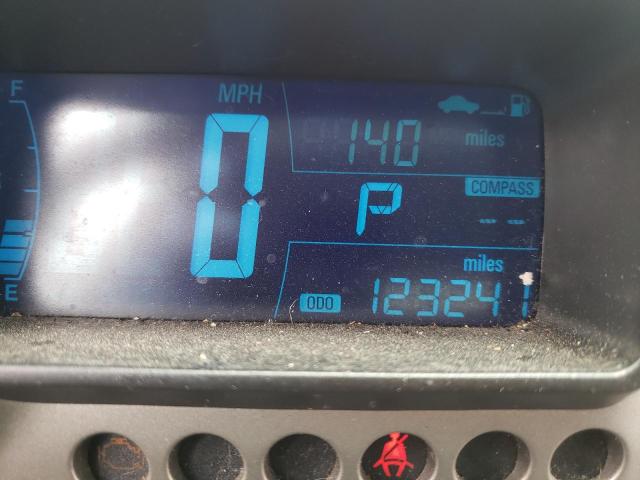 F
MPH
140 miles
0
COMPASS
P
--
E
miles
ODO 123241